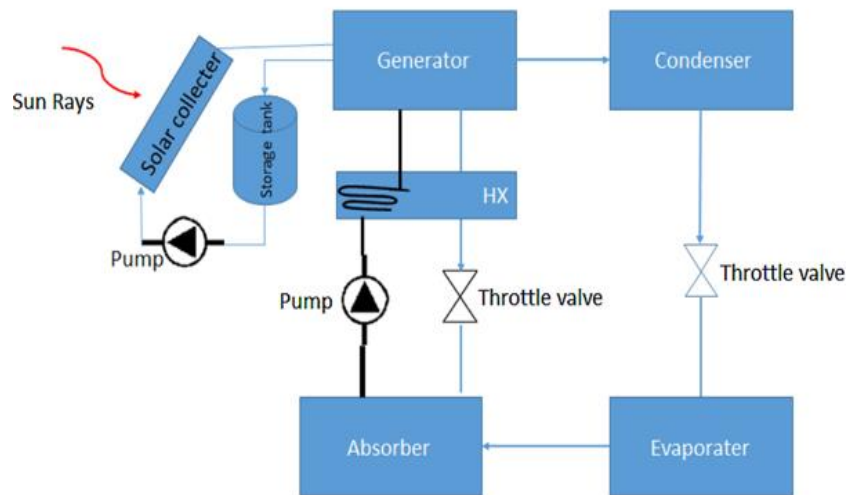 Sun Rays
Solar collecter
Storage tank
Pump
Generator
Condenser
HX
Pump
Throttle valve
Throttle valve
Absorber
Evaporater